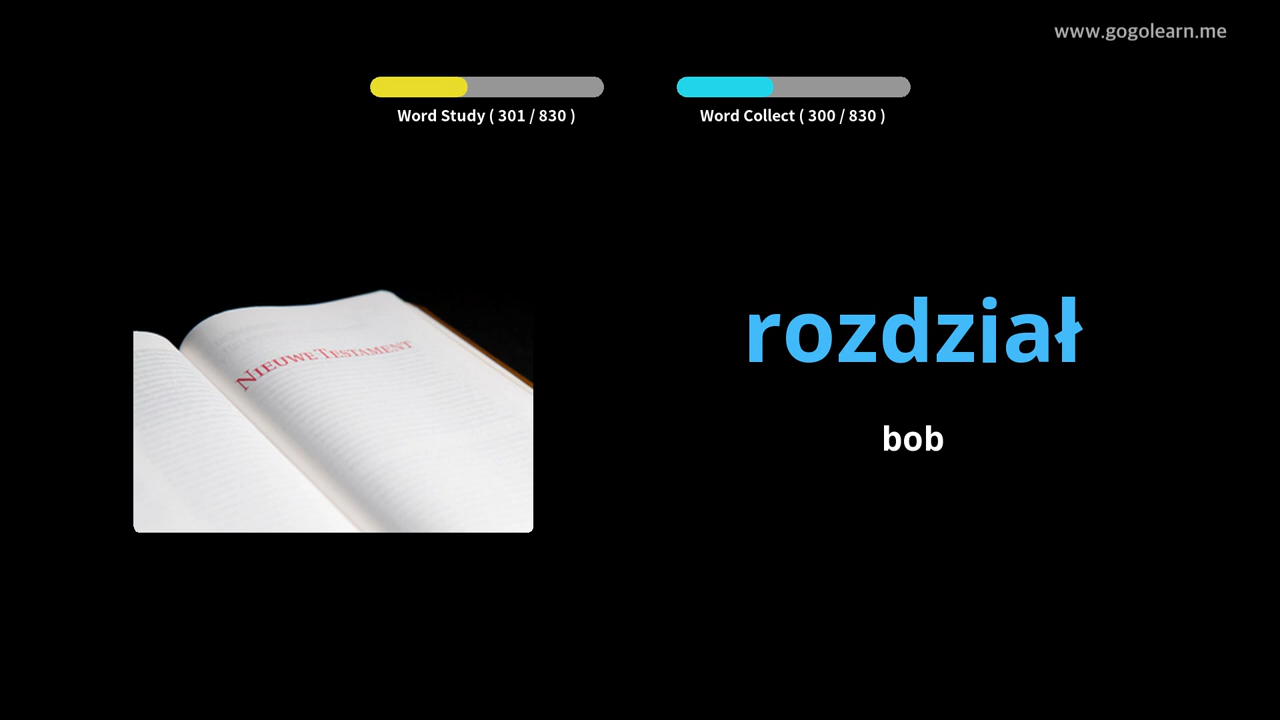 www.gogolearn.me
Word Study ( 301 / 830 )
Word Collect ( 300 / 830 )
NIEUWE TESTAMENT
rozdział
bob